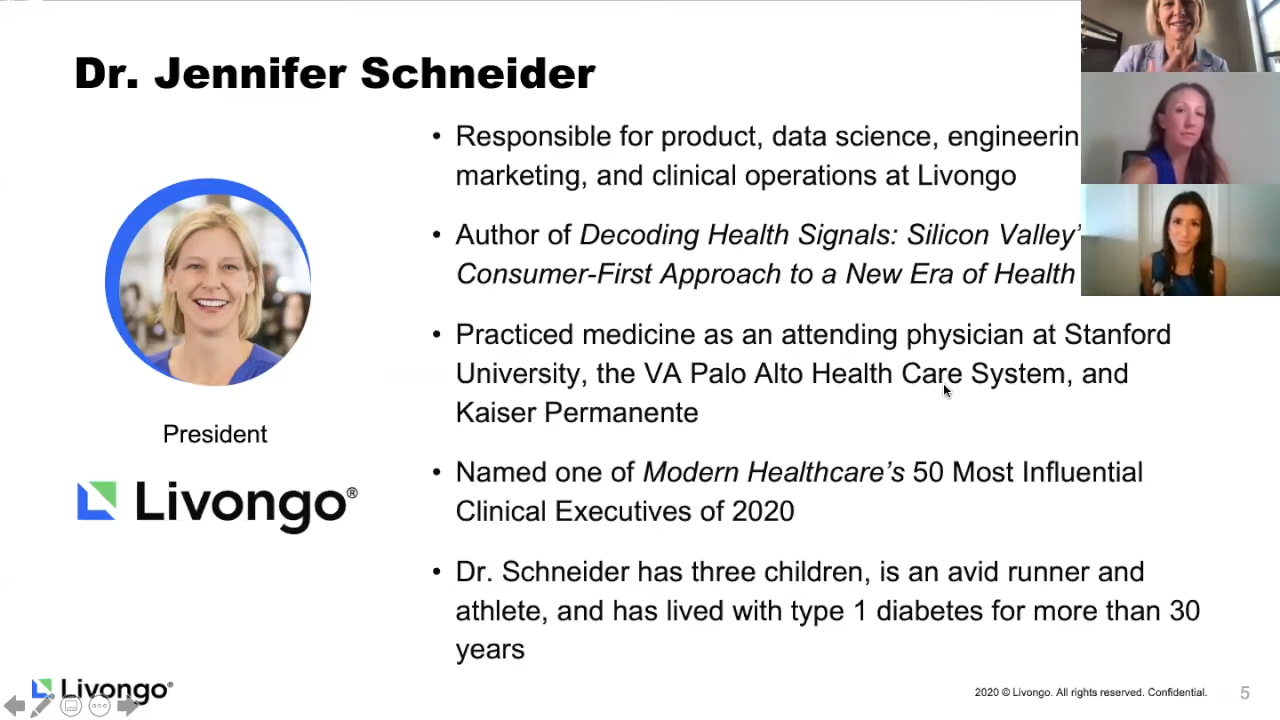 Dr. Jennifer Schneider
• Responsible for product, data science, engineerin
marketing, and clinical operations at Livongo
• Author of Decoding Health Signals: Silicon Valley'
Consumer-First Approach to a New Era of Health
• Practiced medicine as an attending physician at Stanford
University, the VA Palo Alto Health Care System, and
Kaiser Permanente
• Named one of Modern Healthcare's 50 Most Influential
Clinical Executives of 2020
• Dr. Schneider has three children, is an avid runner and
athlete, and has lived with type 1 diabetes for more than 30
years
President
Livongo®
Livongo®
2020 © Livongo. All rights reserved. Confidential.
5